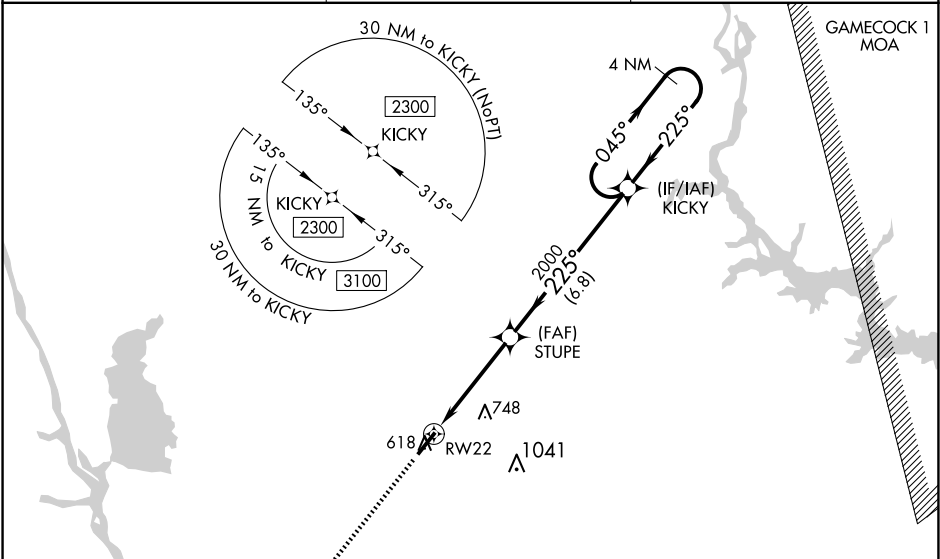 GAMECOCK 1
MOA
30 NM to KICKY (NoPT)
135°
2300
KICKY
315°
135°
15 NM to KICKY
KICKY
2300
315°
3100
30 NM to KICKY
4 NM
045°
225°
(IF/IAF)
KICKY
2000
225°
(6.8)
(FAF)
STUPE
748
618
RW22
1041